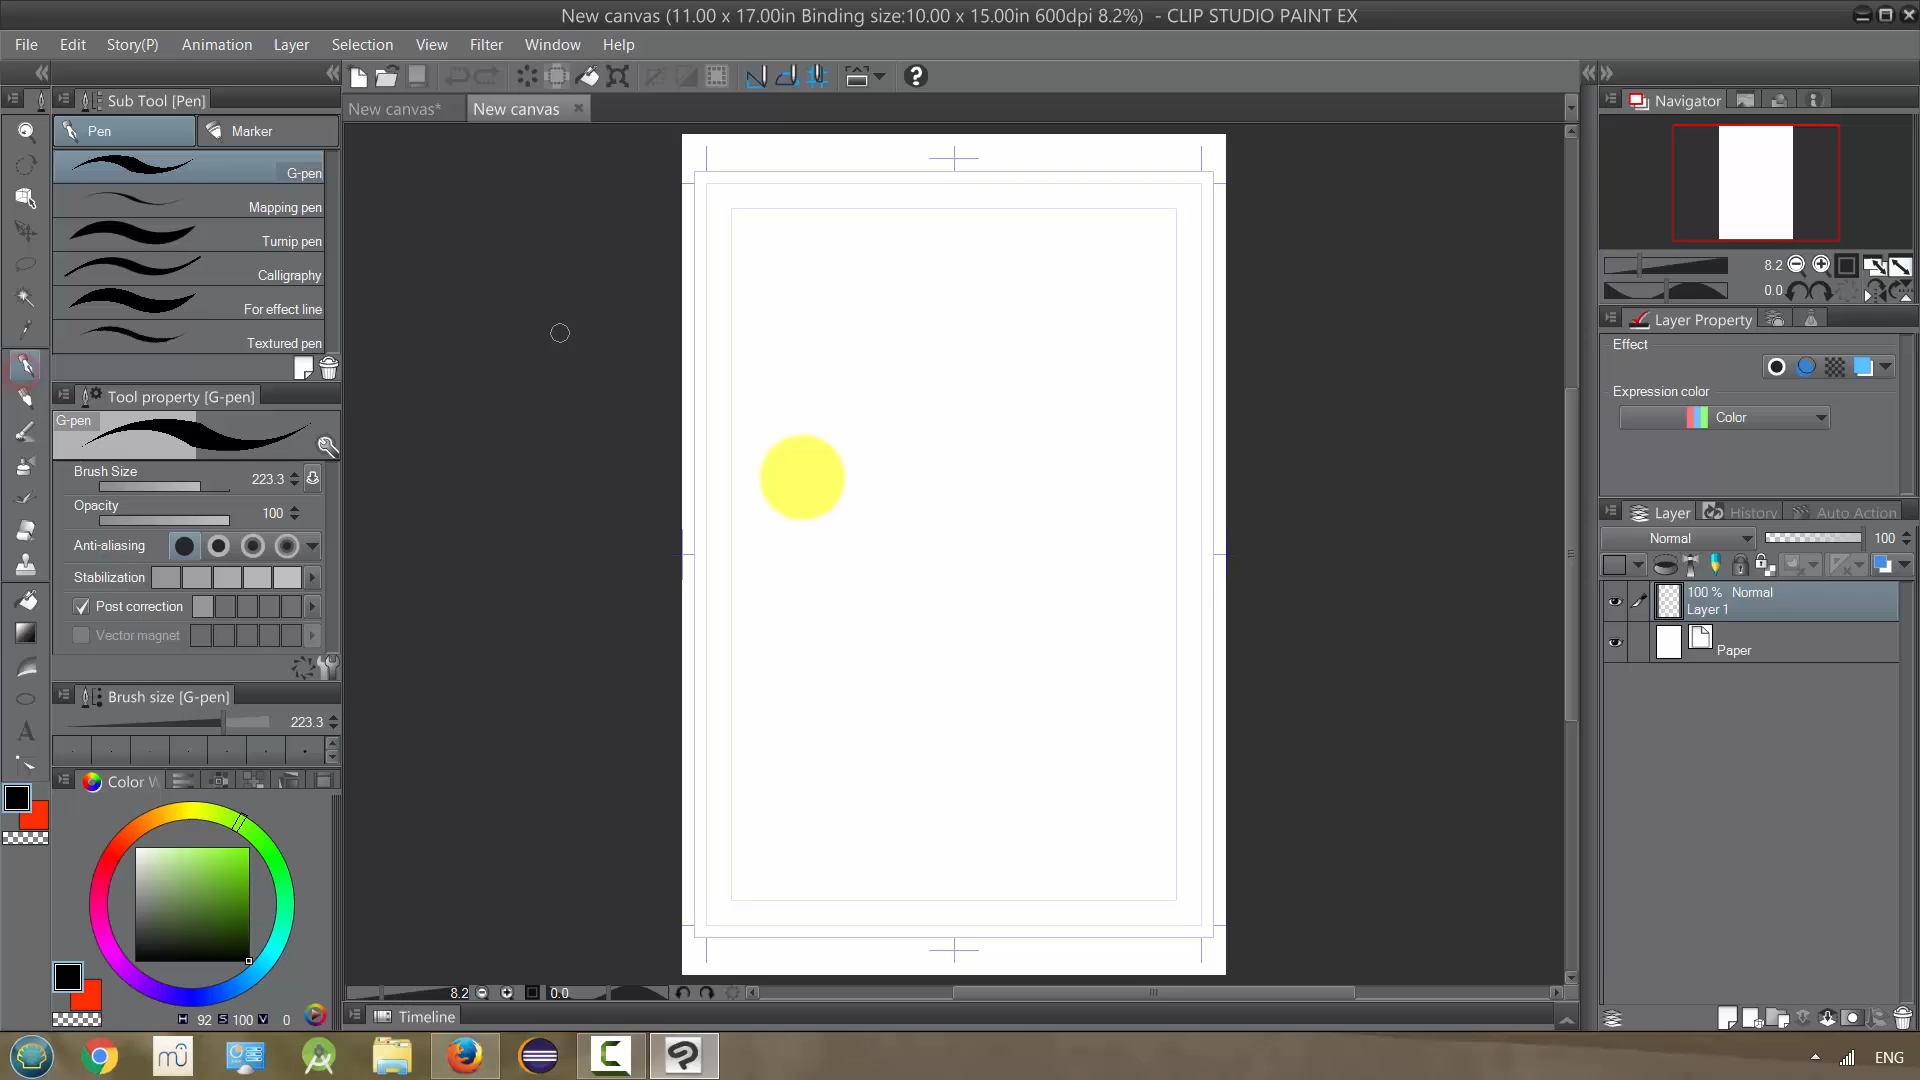 New canvas (11.00 x 17.00in Binding size:10.00 x 15.00in 600dpi 8.2%)  - CLIP STUDIO PAINT EX
File Edit Story(P) Animation Layer Selection View Filter Window Help
Sub Tool [Pen]
New canvas*
New canvas
Navigator
Pen
Marker
G-pen
Mapping pen
Turnip pen
Calligraphy
For effect line
Textured pen
8.2
0.0
Layer Property
Effect
Expression color
Color
Tool property [G-pen]
G-pen
Brush Size
223.3
Opacity
100
Anti-aliasing
Stabilization
Post correction
Vector magnet
Layer
History
Auto Action
Normal
100
100 % Normal
Layer 1
Paper
Brush size [G-pen]
223.3
Color W
H 92 S 100 V 0
8.2
0.0
Timeline
ENG